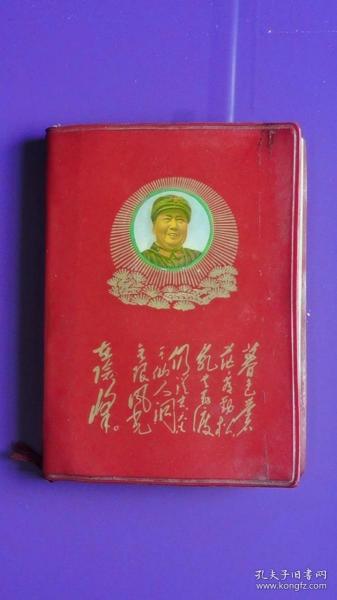 暮色苍
茫看劲松
乱云飞渡
仍从容天
生一个仙人洞
无限风光
在险峰。
孔夫子旧书网
www.kongfz.com